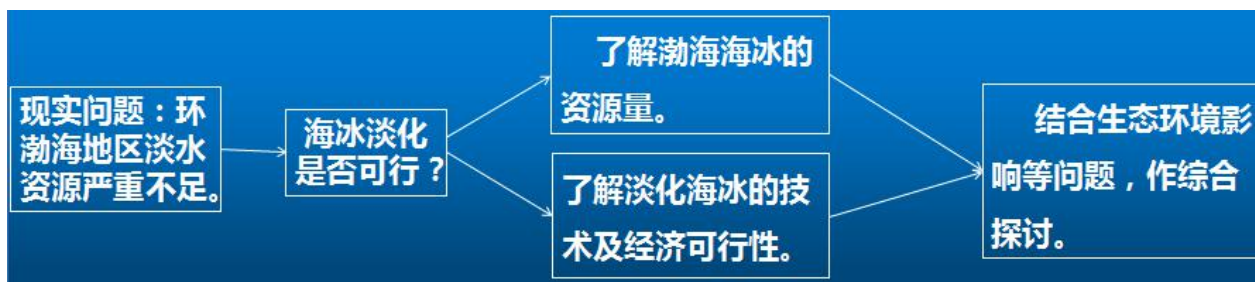 现实问题：环
渤海地区淡水
资源严重不足。
海冰淡化
是否可行？
了解渤海海冰的
资源量。
了解淡化海冰的技
术及经济可行性。
结合生态环境影
响等问题，作综合
探讨。